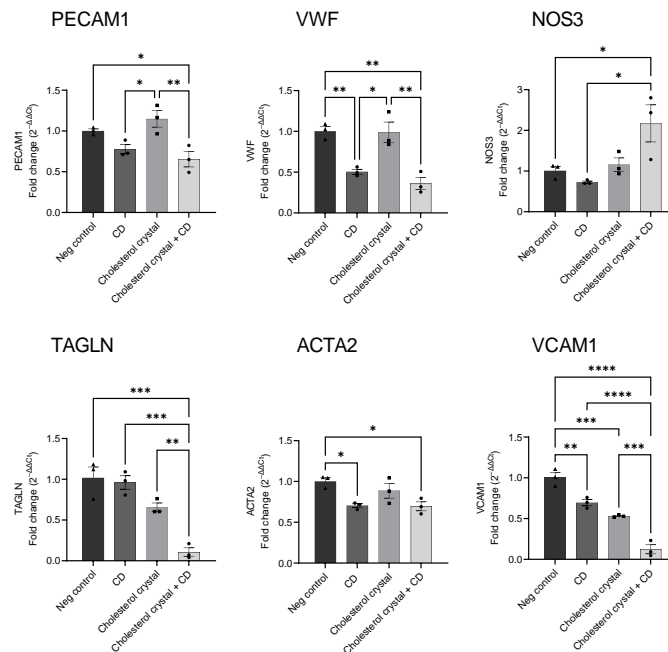 PECAM1
VWF
NOS3
*
*
**
1.5
1.0
0.5
0.0
PECAM1
Fold change (2^−ΔΔCt)
Neg control
CD
Cholesterol crystal
Cholesterol crystal + CD
**
**
*
**
1.5
1.0
0.5
0.0
VWF
Fold change (2^−ΔΔCt)
Neg control
CD
Cholesterol crystal
Cholesterol crystal + CD
*
*
3
2
1
0
NOS3
Fold change (2^−ΔΔCt)
Neg control
CD
Cholesterol crystal
Cholesterol crystal + CD
TAGLN
ACTA2
VCAM1
***
***
**
1.5
1.0
0.5
0.0
TAGLN
Fold change (2^−ΔΔCt)
Neg control
CD
Cholesterol crystal
Cholesterol crystal + CD
*
*
1.5
1.0
0.5
0.0
ACTA2
Fold change (2^−ΔΔCt)
Neg control
CD
Cholesterol crystal
Cholesterol crystal + CD
****
****
***
**
***
1.5
1.0
0.5
0.0
VCAM1
Fold change (2^−ΔΔCt)
Neg control
CD
Cholesterol crystal
Cholesterol crystal + CD